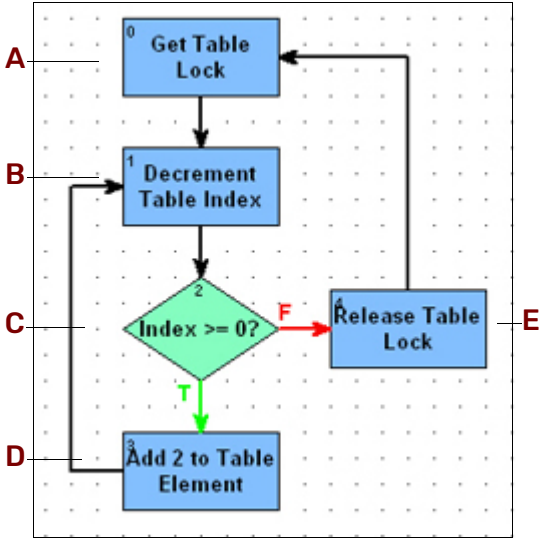 A
0
Get Table
Lock
B
1
Decrement
Table Index
C
2
Index >= 0?
F
4
Release Table
Lock
E
T
D
3
Add 2 to Table
Element